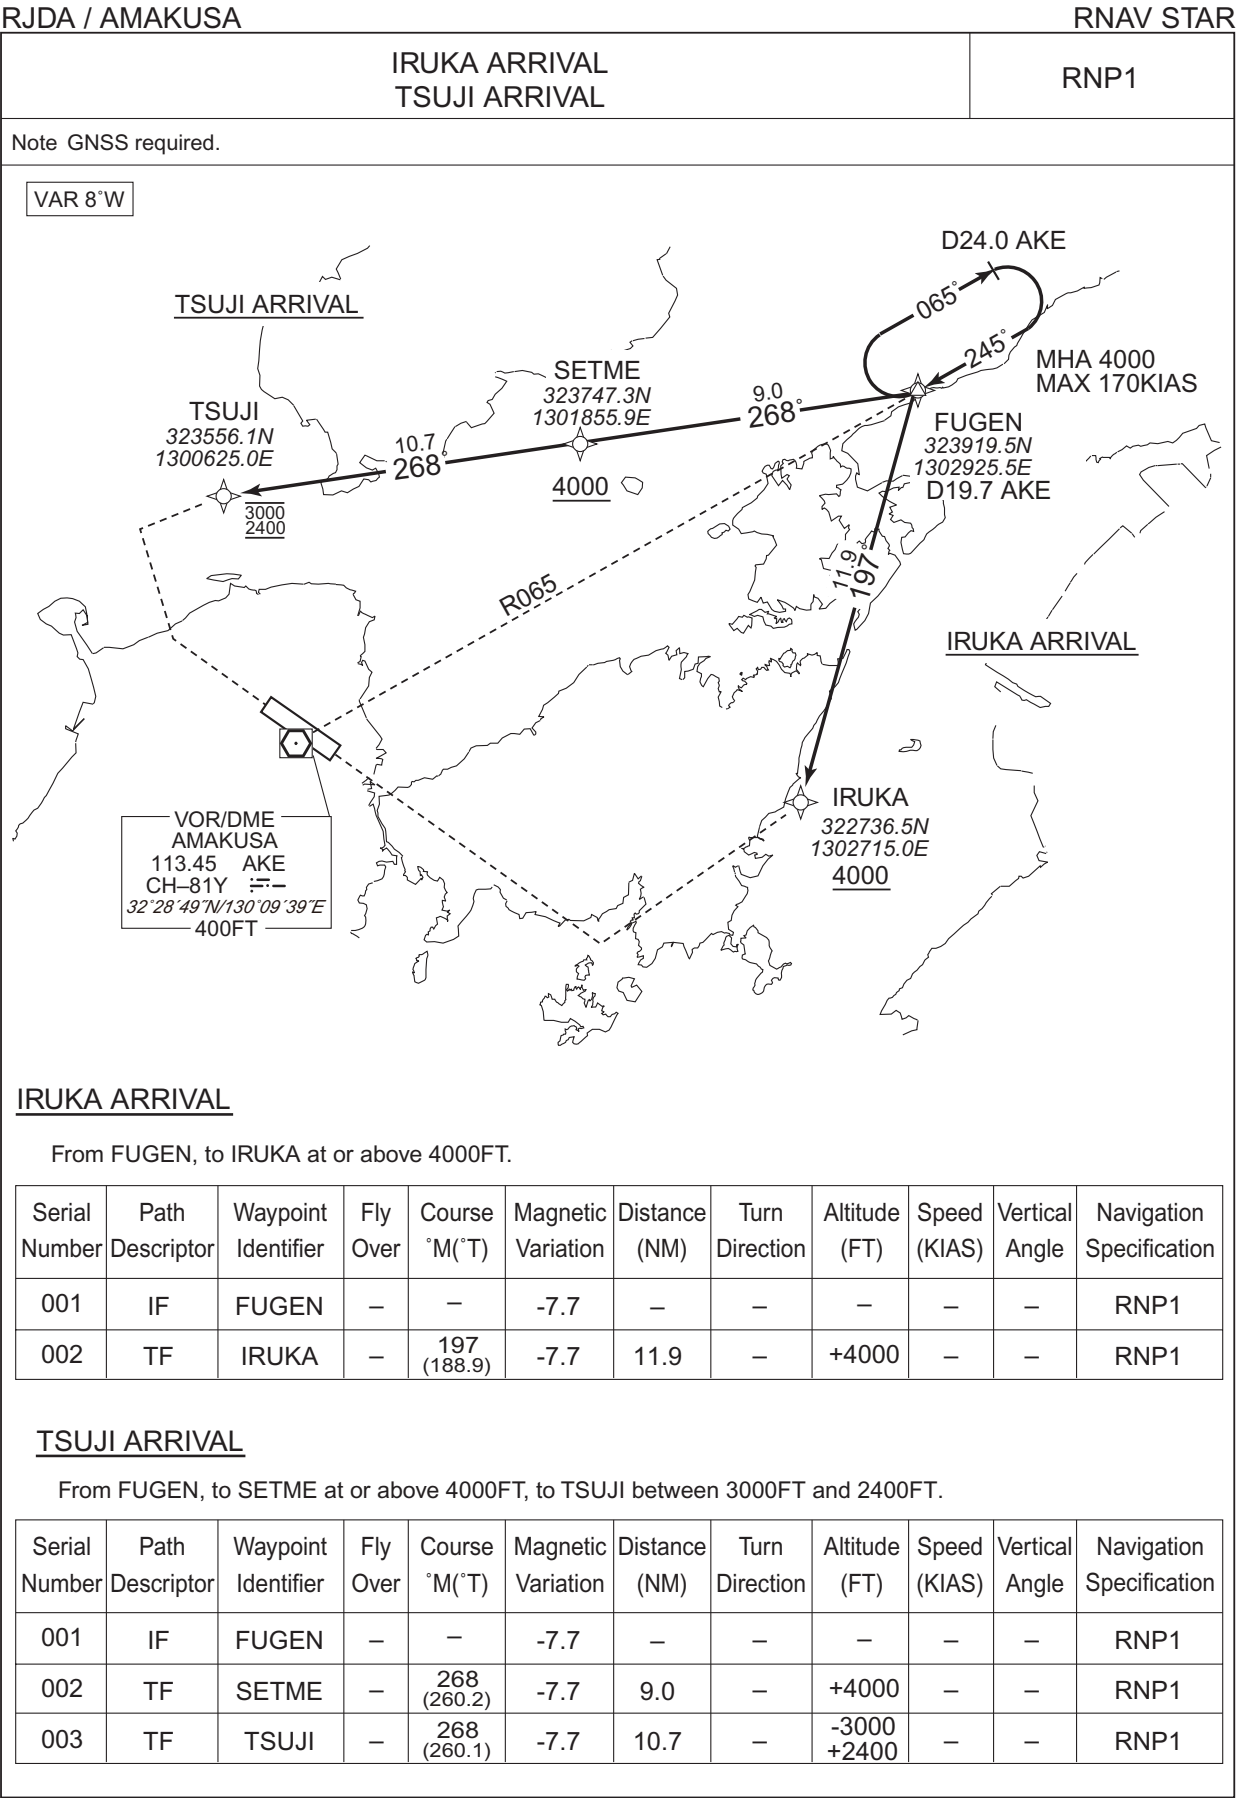 RJDA / AMAKUSA
RNAV STAR
IRUKA ARRIVAL
TSUJI ARRIVAL
RNP1
Note GNSS required.
VAR 8˚W
D24.0 AKE
TSUJI ARRIVAL
065˚
245˚
MHA 4000
MAX 170KIAS
SETME
323747.3N
1301855.9E
4000
9.0
268˚
TSUJI
323556.1N
1300625.0E
3000
2400
10.7
268˚
FUGEN
323919.5N
1302925.5E
D19.7 AKE
11.9
197˚
R065
IRUKA ARRIVAL
IRUKA
322736.5N
1302715.0E
4000
VOR/DME
AMAKUSA
113.45 AKE
CH–81Y
32˚28´49˝N/130˚09´39˝E
400FT
IRUKA ARRIVAL
From FUGEN, to IRUKA at or above 4000FT.
Serial Path Waypoint Fly Course Magnetic Distance Turn Altitude Speed Vertical Navigation
Number Descriptor Identifier Over ˚M(˚T) Variation (NM) Direction (FT) (KIAS) Angle Specification
001 IF FUGEN – – -7.7 – – – – – RNP1
002 TF IRUKA – 197 (188.9) -7.7 11.9 – +4000 – – RNP1
TSUJI ARRIVAL
From FUGEN, to SETME at or above 4000FT, to TSUJI between 3000FT and 2400FT.
Serial Path Waypoint Fly Course Magnetic Distance Turn Altitude Speed Vertical Navigation
Number Descriptor Identifier Over ˚M(˚T) Variation (NM) Direction (FT) (KIAS) Angle Specification
001 IF FUGEN – – -7.7 – – – – – RNP1
002 TF SETME – 268 (260.2) -7.7 9.0 – +4000 – – RNP1
003 TF TSUJI – 268 (260.1) -7.7 10.7 – -3000 +2400 – – RNP1